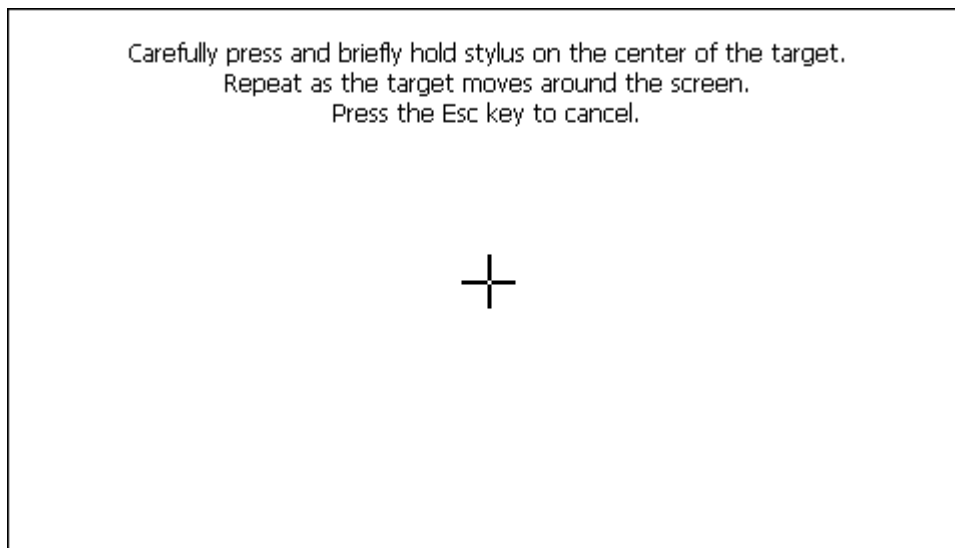 Carefully press and briefly hold stylus on the center of the target.
Repeat as the target moves around the screen.
Press the Esc key to cancel.